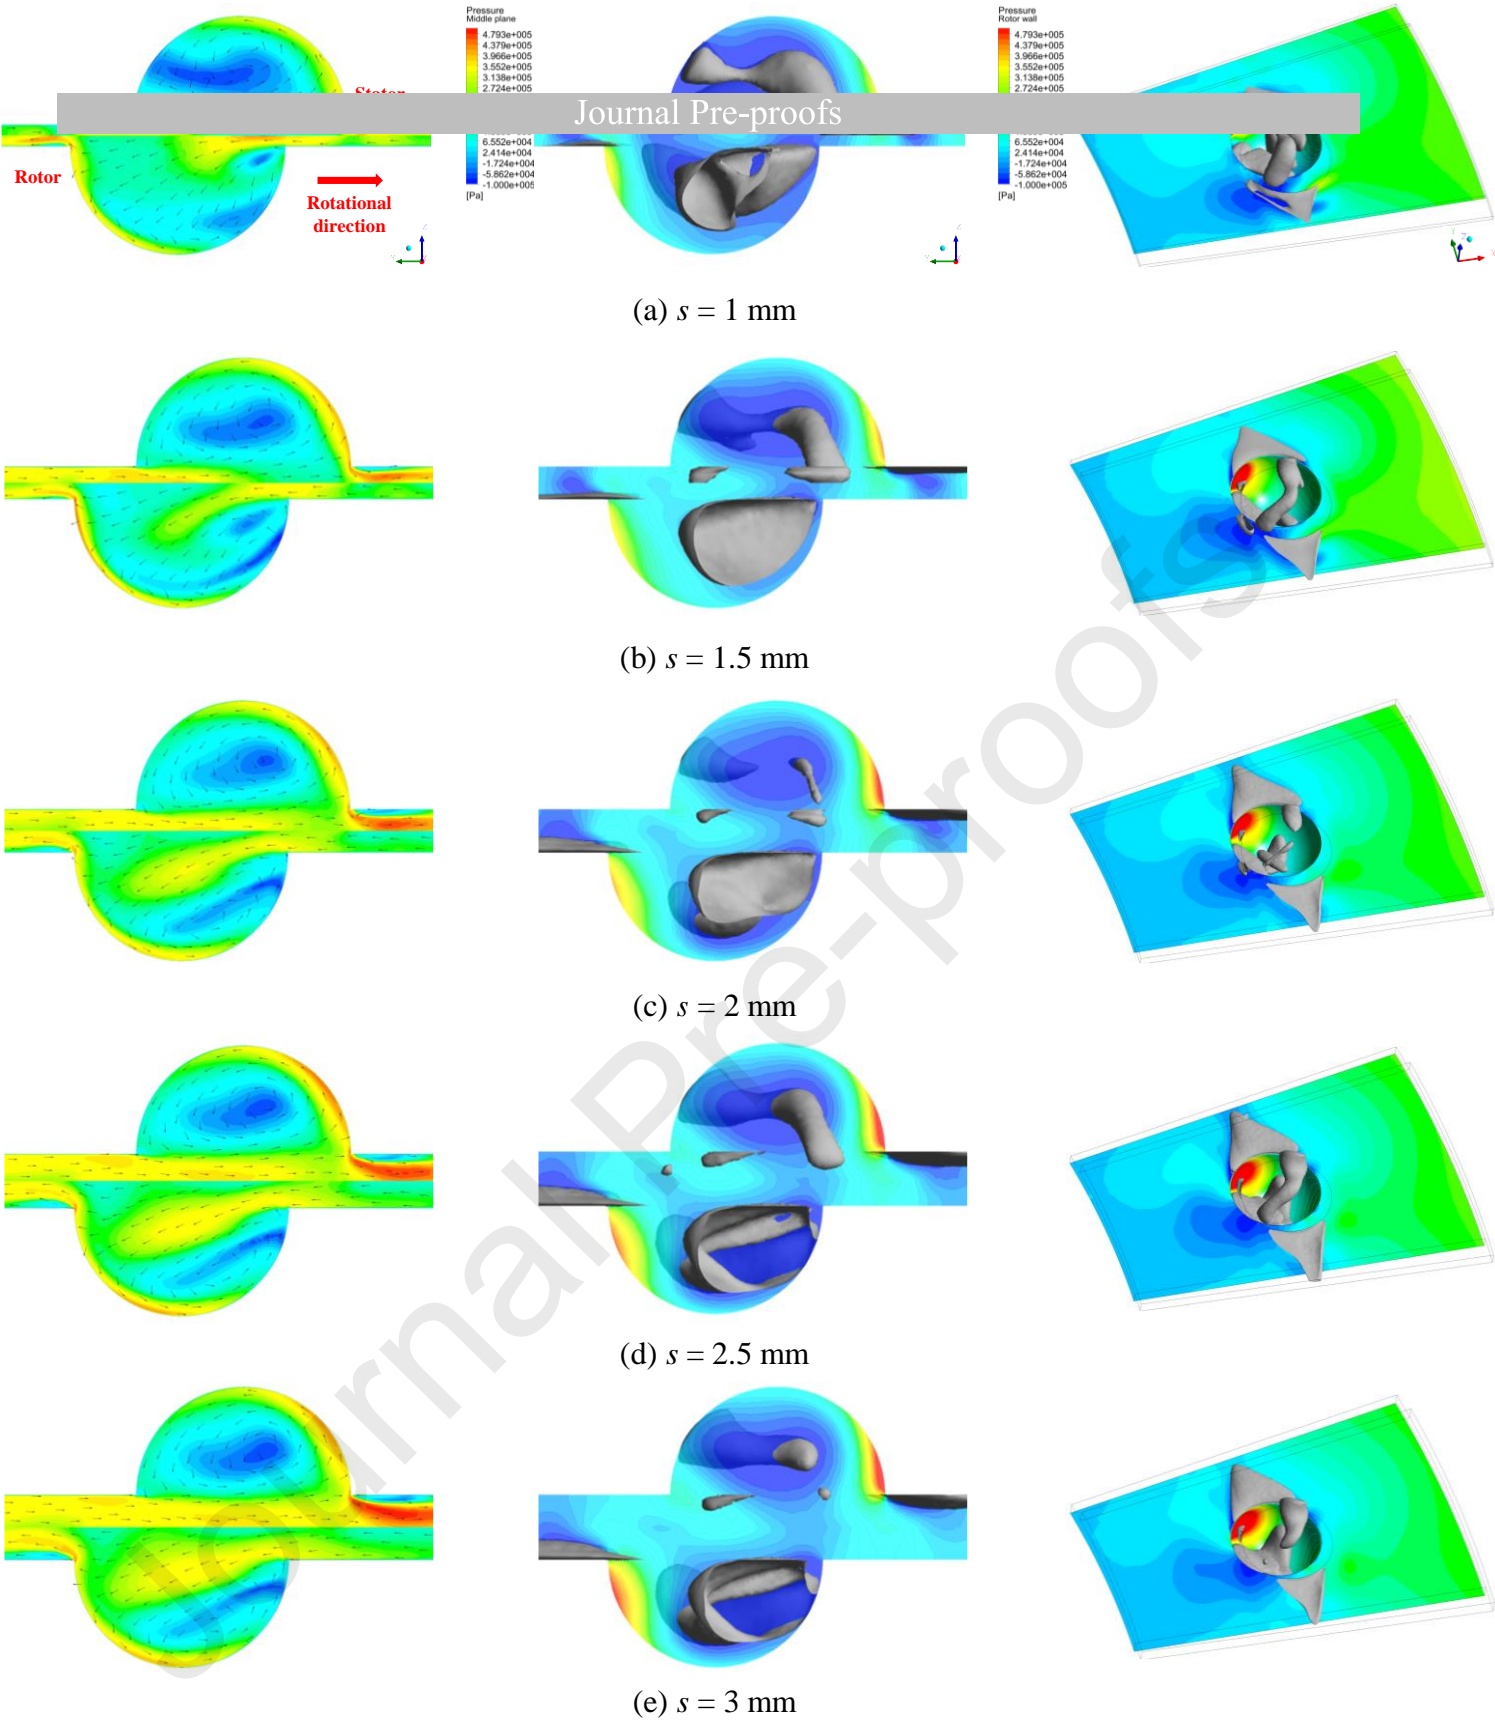 Pressure
Middle plane
4.793e+005
4.379e+005
3.966e+005
3.552e+005
3.138e+005
2.724e+005
6.552e+004
2.414e+004
-1.724e+004
-5.862e+004
-1.000e+005
[Pa]
Pressure
Rotor wall
4.793e+005
4.379e+005
3.966e+005
3.552e+005
3.138e+005
2.724e+005
6.552e+004
2.414e+004
-1.724e+004
-5.862e+004
-1.000e+005
[Pa]
Stator
Journal Pre-proofs
Rotor
Rotational
direction
(a) s = 1 mm
(b) s = 1.5 mm
(c) s = 2 mm
(d) s = 2.5 mm
(e) s = 3 mm
Journal Pre-proofs